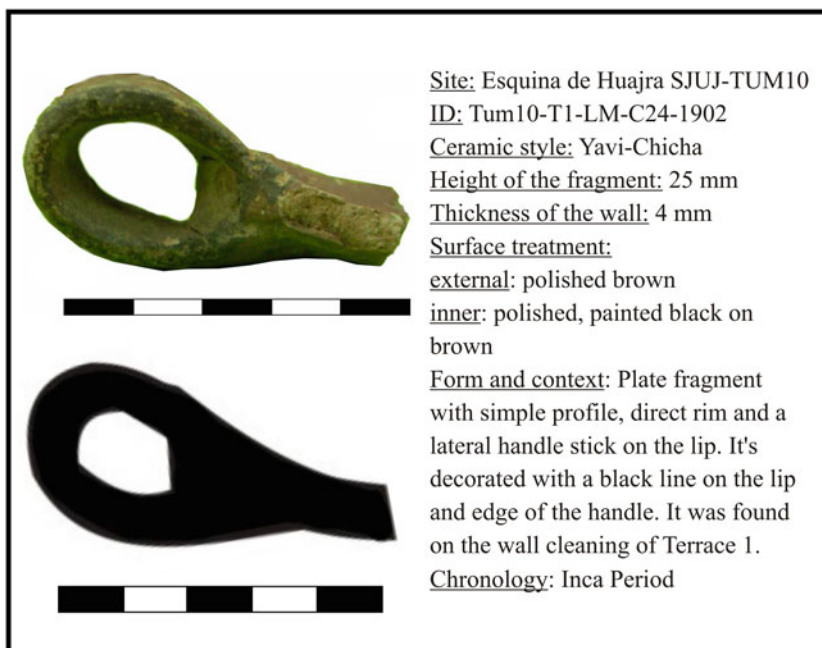 Site: Esquina de Huajra SJUJ-TUM10
ID: Tum10-T1-LM-C24-1902
Ceramic style: Yavi-Chicha
Height of the fragment: 25 mm
Thickness of the wall: 4 mm
Surface treatment:
external: polished brown
inner: polished, painted black on
brown
Form and context: Plate fragment
with simple profile, direct rim and a
lateral handle stick on the lip. It's
decorated with a black line on the lip
and edge of the handle. It was found
on the wall cleaning of Terrace 1.
Chronology: Inca Period